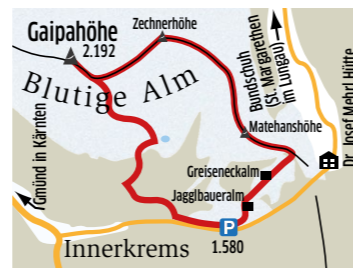 Zechnerhöhe
Gaipahöhe
2.192
Blutige Alm
Bundschuh
(St. Margarethen
im Lungau)
Matehanshöhe
Gmünd in Kärnten
Greiseneckalm
Dr. Josef Mehrl Hütte
Jagglbaueralm
P
Innerkrems
1.580